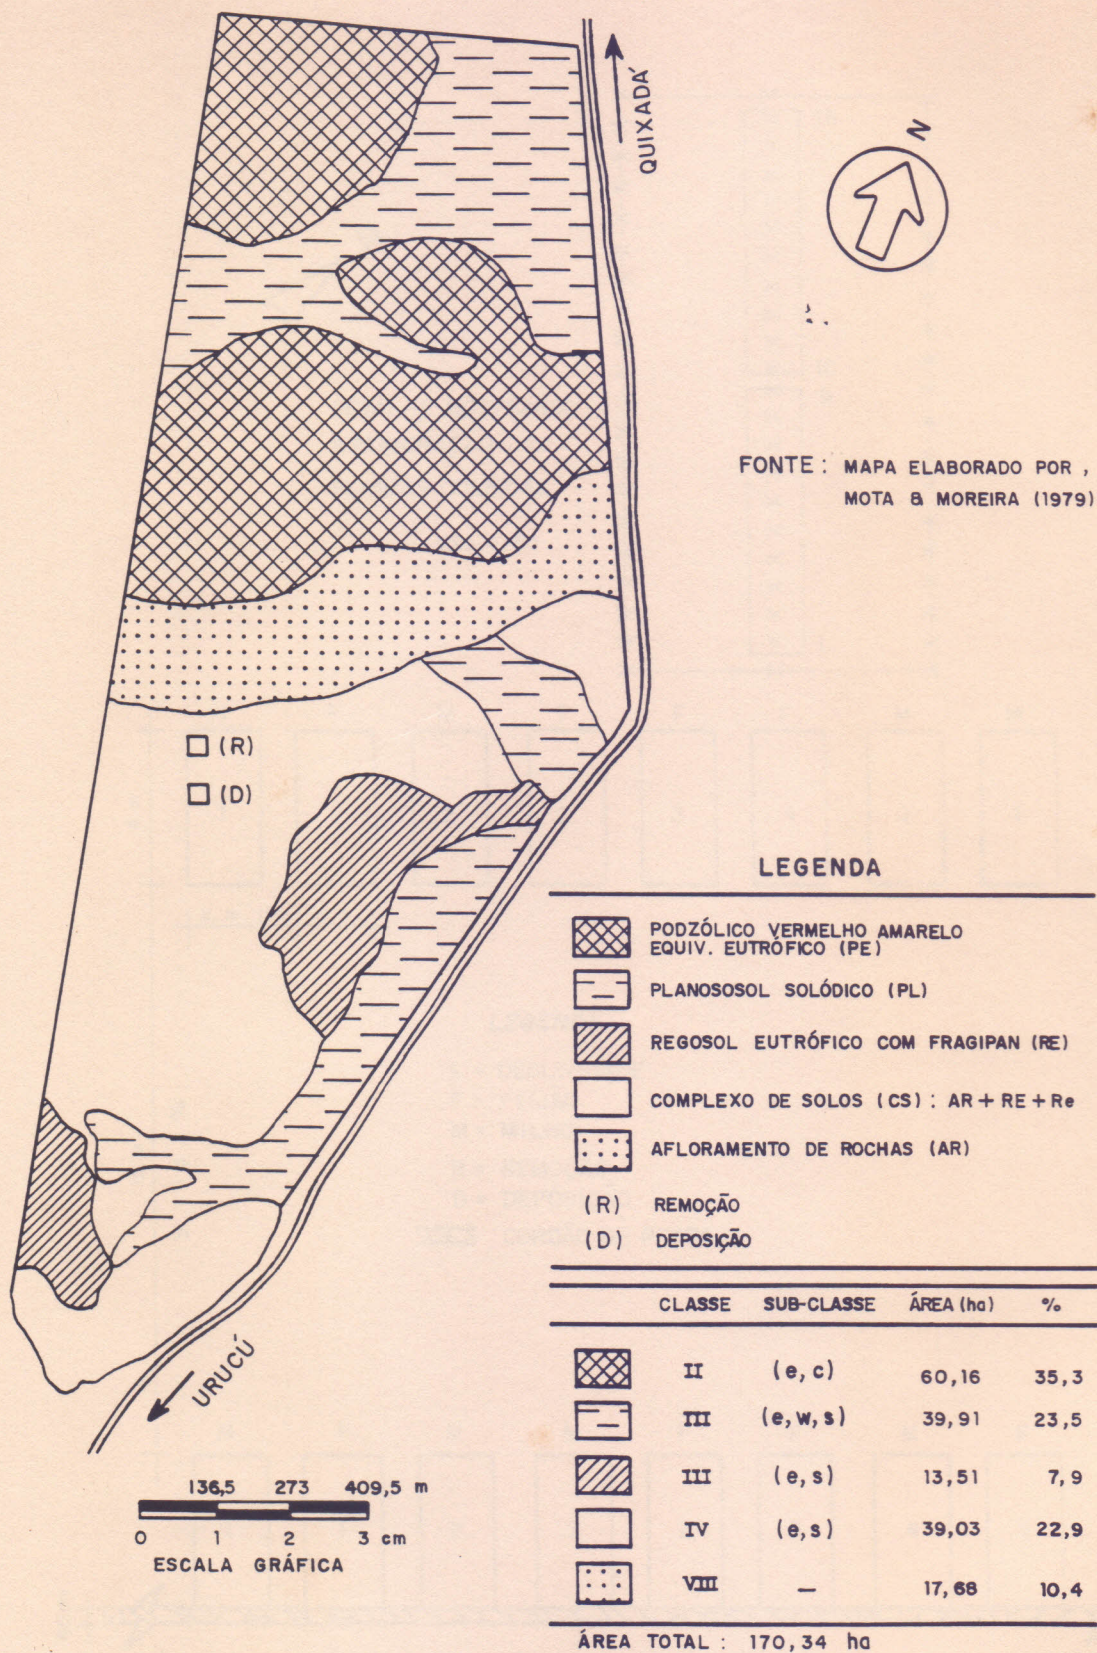 QUIXADÁ
N
FONTE : MAPA ELABORADO POR ,
MOTA & MOREIRA (1979)
(R)
(D)
LEGENDA
PODZÓLICO VERMELHO AMARELO
EQUIV. EUTRÓFICO (PE)
PLANOSOSOL SOLÓDICO (PL)
REGOSOL EUTRÓFICO COM FRAGIPAN (RE)
COMPLEXO DE SOLOS (CS) : AR + RE + Re
AFLORAMENTO DE ROCHAS (AR)
(R) REMOÇÃO
(D) DEPOSIÇÃO
CLASSE SUB-CLASSE ÁREA (ha) %
II (e, c) 60,16 35,3
III (e, w, s) 39,91 23,5
III (e, s) 13,51 7,9
IV (e, s) 39,03 22,9
VIII — 17,68 10,4
ÁREA TOTAL : 170,34 ha
URUCÚ
136,5 273 409,5 m
0 1 2 3 cm
ESCALA GRÁFICA